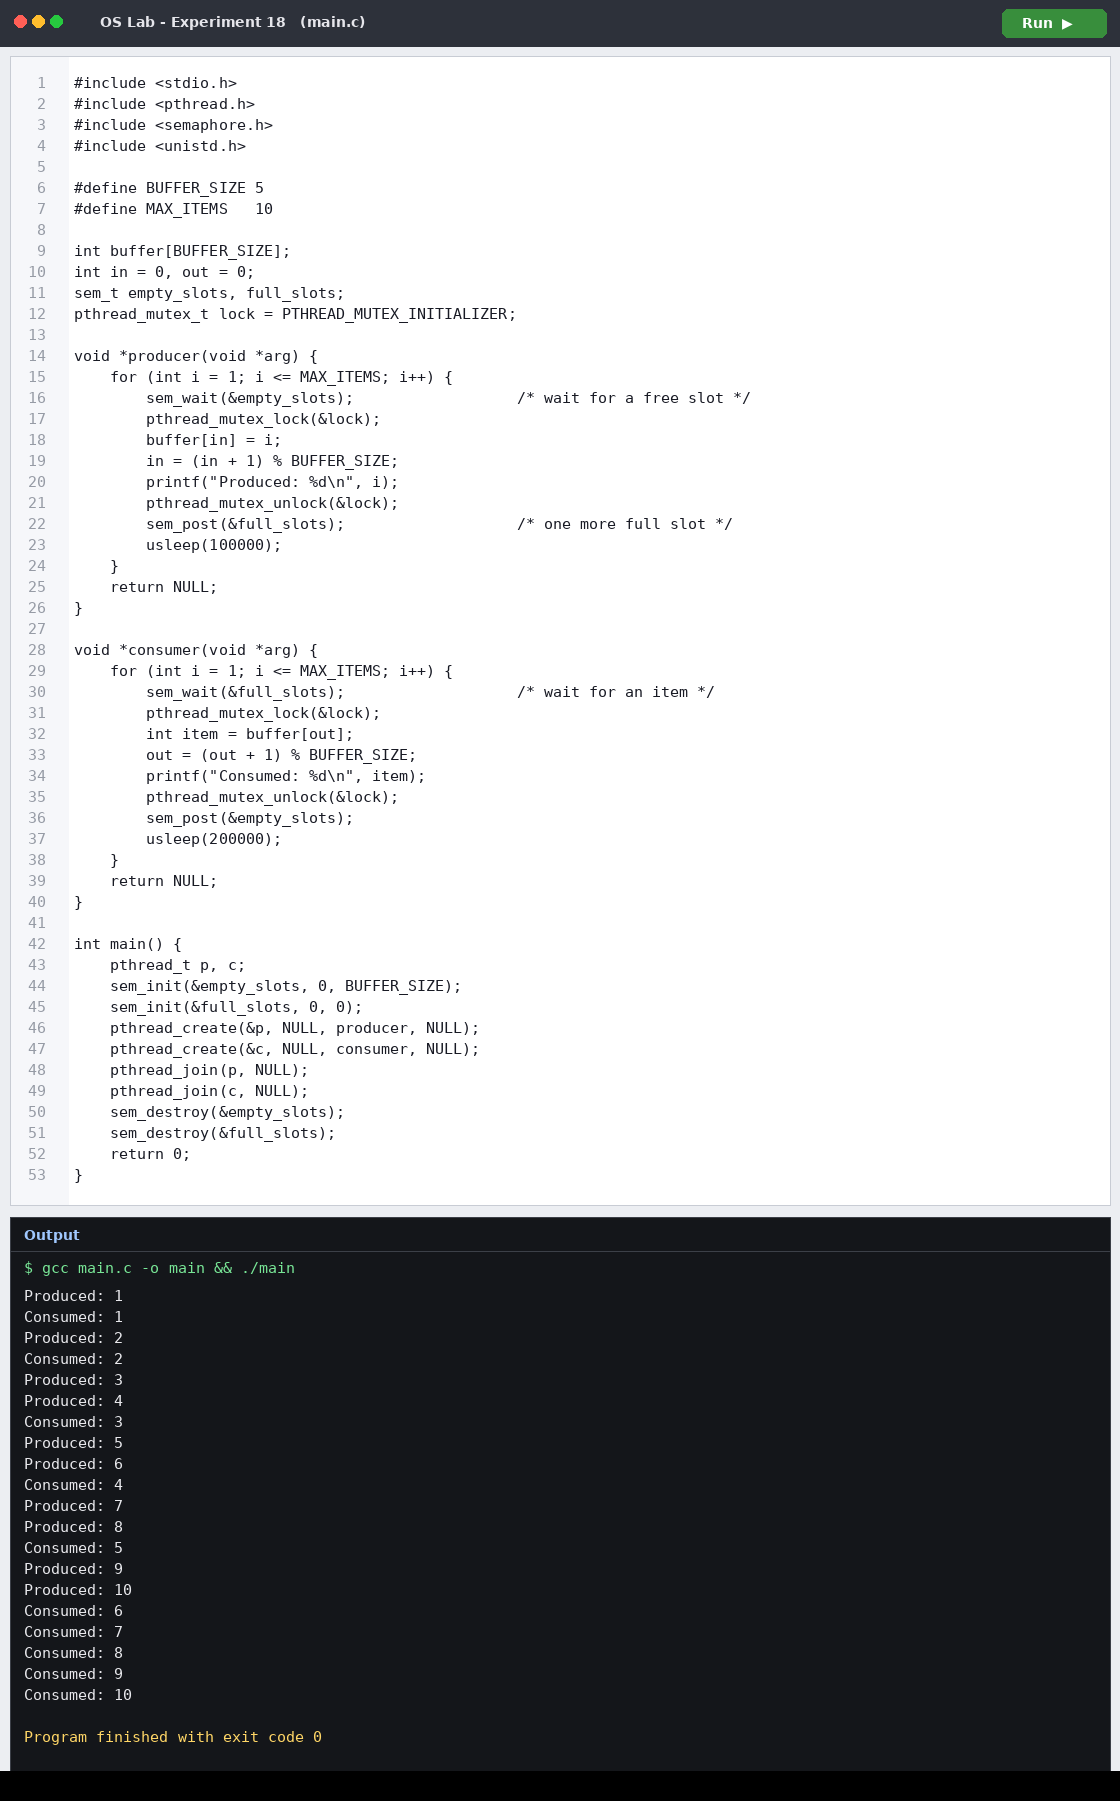 OS Lab - Experiment 18   (main.c)
Run ▶
1 #include <stdio.h>
2 #include <pthread.h>
3 #include <semaphore.h>
4 #include <unistd.h>
5
6 #define BUFFER_SIZE 5
7 #define MAX_ITEMS   10
8
9 int buffer[BUFFER_SIZE];
10 int in = 0, out = 0;
11 sem_t empty_slots, full_slots;
12 pthread_mutex_t lock = PTHREAD_MUTEX_INITIALIZER;
13
14 void *producer(void *arg) {
15     for (int i = 1; i <= MAX_ITEMS; i++) {
16         sem_wait(&empty_slots);                  /* wait for a free slot */
17         pthread_mutex_lock(&lock);
18         buffer[in] = i;
19         in = (in + 1) % BUFFER_SIZE;
20         printf("Produced: %d\n", i);
21         pthread_mutex_unlock(&lock);
22         sem_post(&full_slots);                   /* one more full slot */
23         usleep(100000);
24     }
25     return NULL;
26 }
27
28 void *consumer(void *arg) {
29     for (int i = 1; i <= MAX_ITEMS; i++) {
30         sem_wait(&full_slots);                   /* wait for an item */
31         pthread_mutex_lock(&lock);
32         int item = buffer[out];
33         out = (out + 1) % BUFFER_SIZE;
34         printf("Consumed: %d\n", item);
35         pthread_mutex_unlock(&lock);
36         sem_post(&empty_slots);
37         usleep(200000);
38     }
39     return NULL;
40 }
41
42 int main() {
43     pthread_t p, c;
44     sem_init(&empty_slots, 0, BUFFER_SIZE);
45     sem_init(&full_slots, 0, 0);
46     pthread_create(&p, NULL, producer, NULL);
47     pthread_create(&c, NULL, consumer, NULL);
48     pthread_join(p, NULL);
49     pthread_join(c, NULL);
50     sem_destroy(&empty_slots);
51     sem_destroy(&full_slots);
52     return 0;
53 }
Output
$ gcc main.c -o main && ./main
Produced: 1
Consumed: 1
Produced: 2
Consumed: 2
Produced: 3
Produced: 4
Consumed: 3
Produced: 5
Produced: 6
Consumed: 4
Produced: 7
Produced: 8
Consumed: 5
Produced: 9
Produced: 10
Consumed: 6
Consumed: 7
Consumed: 8
Consumed: 9
Consumed: 10
Program finished with exit code 0